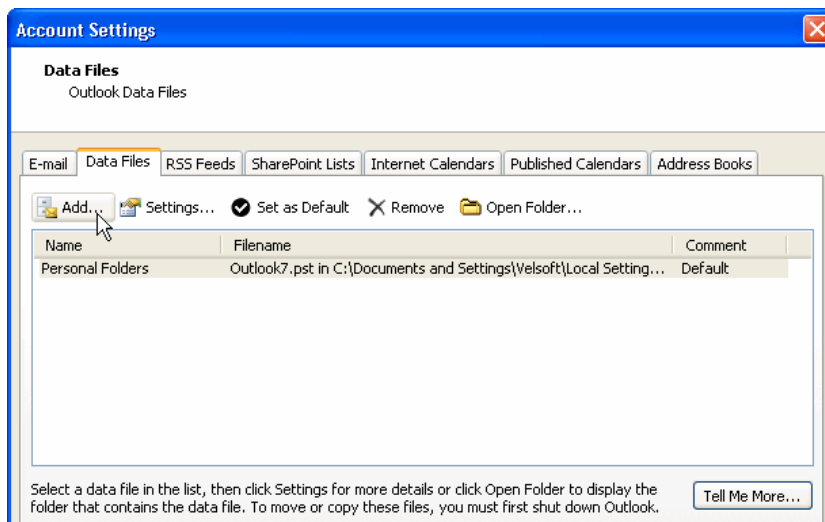 Account Settings
Data Files
Outlook Data Files
E-mail Data Files RSS Feeds SharePoint Lists Internet Calendars Published Calendars Address Books
Add... Settings... Set as Default Remove Open Folder...
Name Filename Comment
Personal Folders Outlook7.pst in C:\Documents and Settings\Velsoft\Local Setting... Default
Select a data file in the list, then click Settings for more details or click Open Folder to display the
folder that contains the data file. To move or copy these files, you must first shut down Outlook.
Tell Me More...